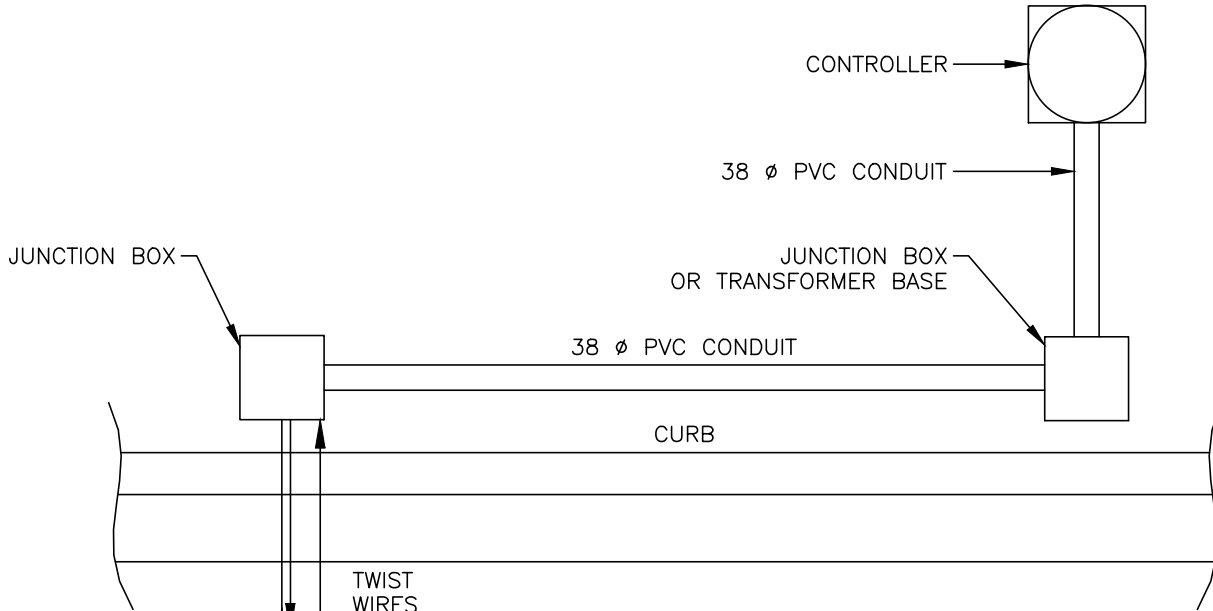 CONTROLLER
38 ø PVC CONDUIT
JUNCTION BOX
JUNCTION BOX
OR TRANSFORMER BASE
38 ø PVC CONDUIT
CURB
TWIST
WIRES